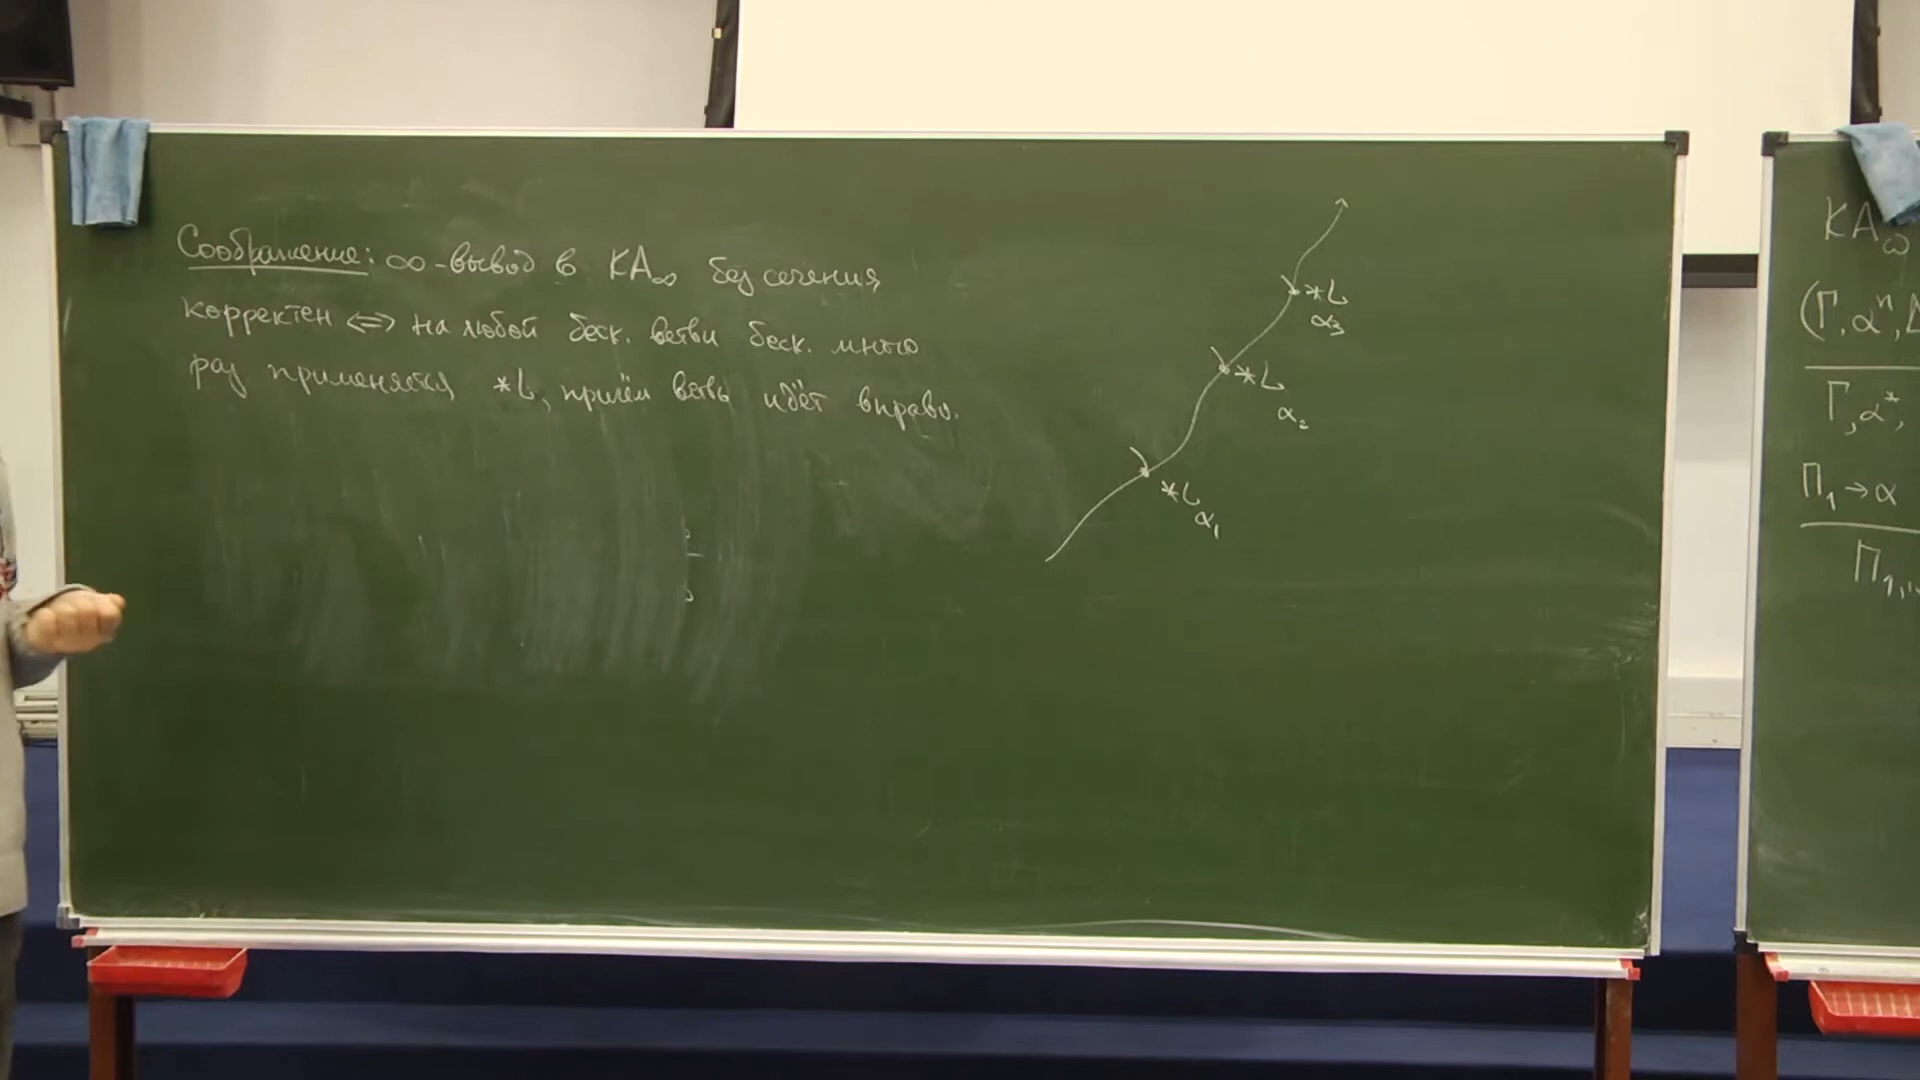 Соображение: ∞-вывод в KA∞ без сечения
корректен ⟺ на любой беск. ветви беск. много
раз применяется *L, причём ветвь идёт вправо.
*L
α₃
*L
α₂
*L
α₁
KA_ω
(Γ, αⁿ, Δ
Γ, α*,
Π₁ → α
Π₁,